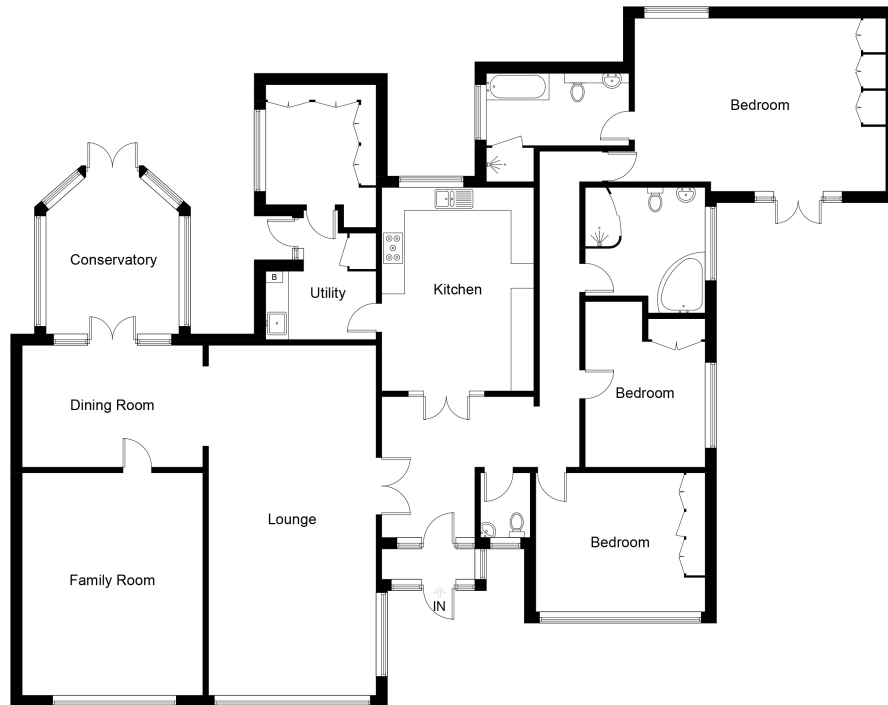 Bedroom
Conservatory
B
Utility
Kitchen
Dining Room
Bedroom
Lounge
Bedroom
Family Room
IN